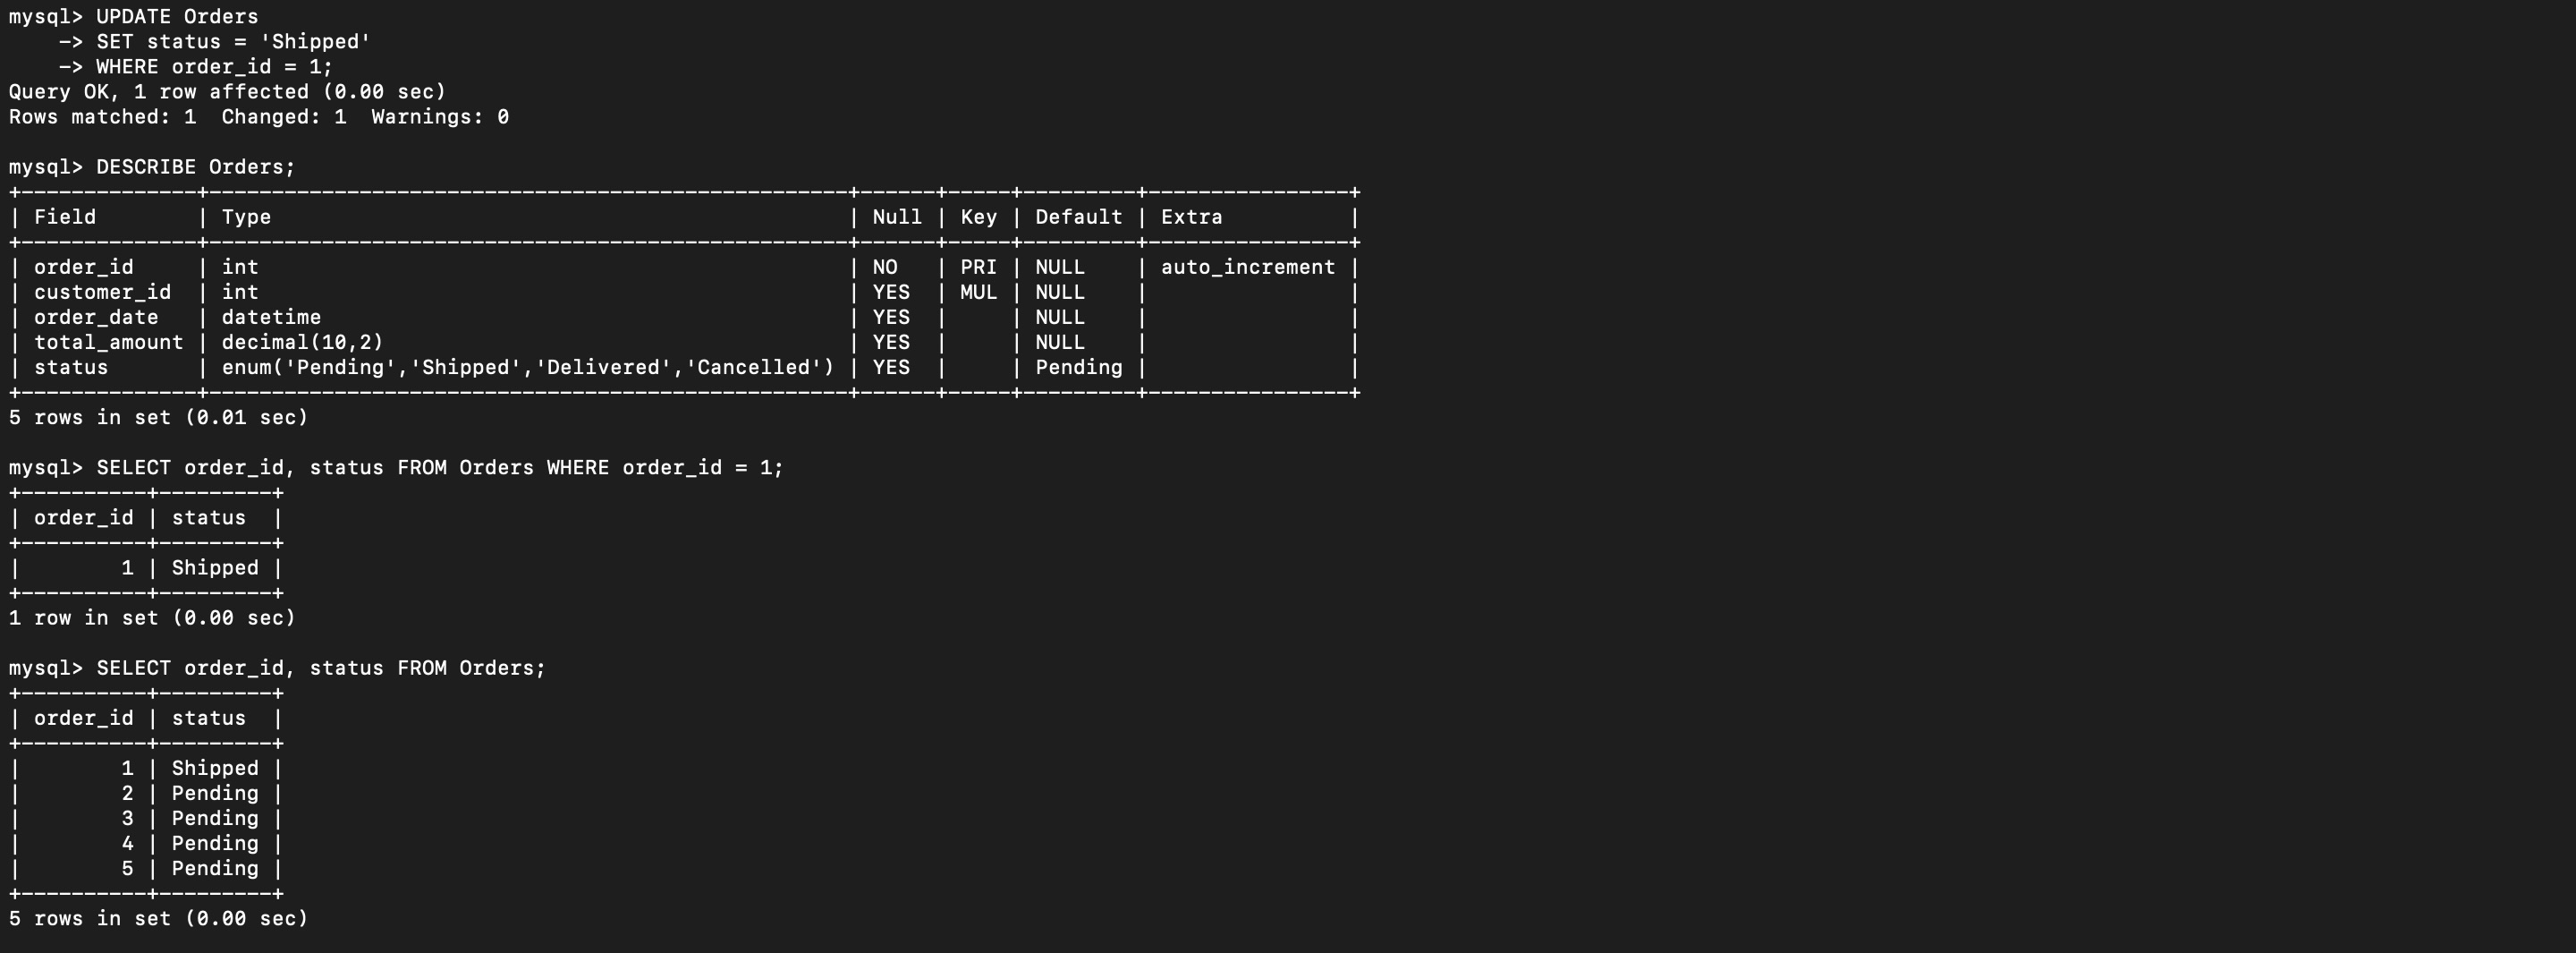 mysql> UPDATE Orders
    -> SET status = 'Shipped'
    -> WHERE order_id = 1;
Query OK, 1 row affected (0.00 sec)
Rows matched: 1  Changed: 1  Warnings: 0

mysql> DESCRIBE Orders;
+--------------+---------------------------------------------------+------+-----+---------+----------------+
| Field        | Type                                              | Null | Key | Default | Extra          |
+--------------+---------------------------------------------------+------+-----+---------+----------------+
| order_id     | int                                               | NO   | PRI | NULL    | auto_increment |
| customer_id  | int                                               | YES  | MUL | NULL    |                |
| order_date   | datetime                                          | YES  |     | NULL    |                |
| total_amount | decimal(10,2)                                     | YES  |     | NULL    |                |
| status       | enum('Pending','Shipped','Delivered','Cancelled') | YES  |     | Pending |                |
+--------------+---------------------------------------------------+------+-----+---------+----------------+
5 rows in set (0.01 sec)

mysql> SELECT order_id, status FROM Orders WHERE order_id = 1;
+----------+---------+
| order_id | status  |
+----------+---------+
|        1 | Shipped |
+----------+---------+
1 row in set (0.00 sec)

mysql> SELECT order_id, status FROM Orders;
+----------+---------+
| order_id | status  |
+----------+---------+
|        1 | Shipped |
|        2 | Pending |
|        3 | Pending |
|        4 | Pending |
|        5 | Pending |
+----------+---------+
5 rows in set (0.00 sec)